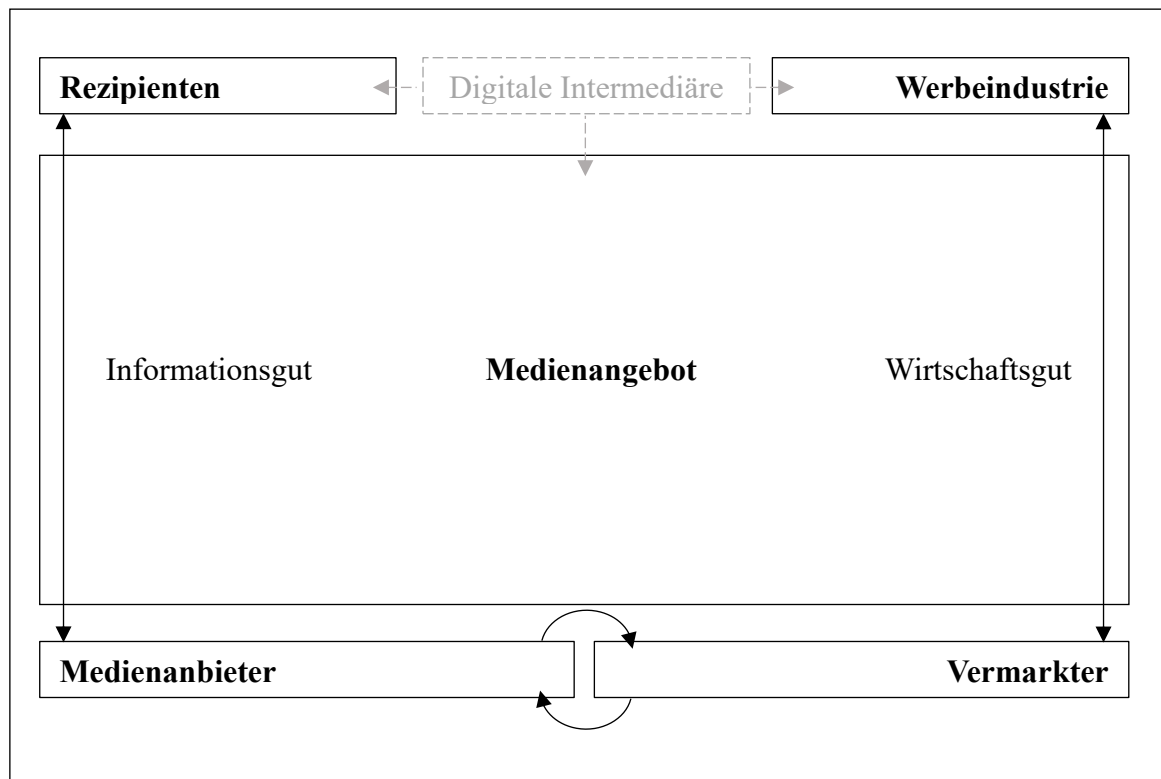 Rezipienten
Digitale Intermediäre
Werbeindustrie
Informationsgut
Medienangebot
Wirtschaftsgut
Medienanbieter
Vermarkter